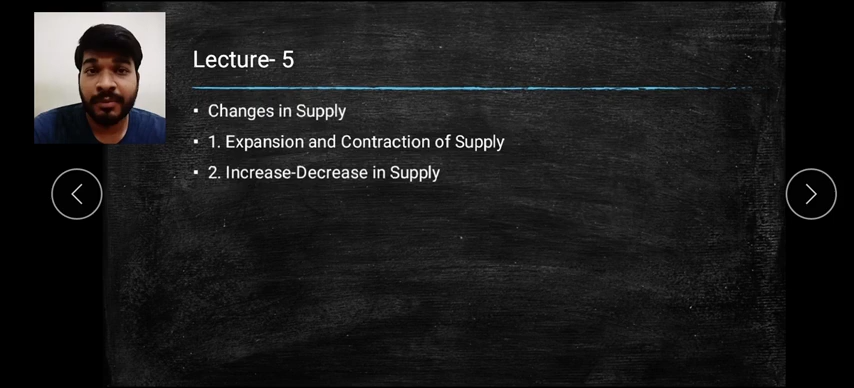 Lecture- 5
▪ Changes in Supply
▪ 1. Expansion and Contraction of Supply
▪ 2. Increase-Decrease in Supply